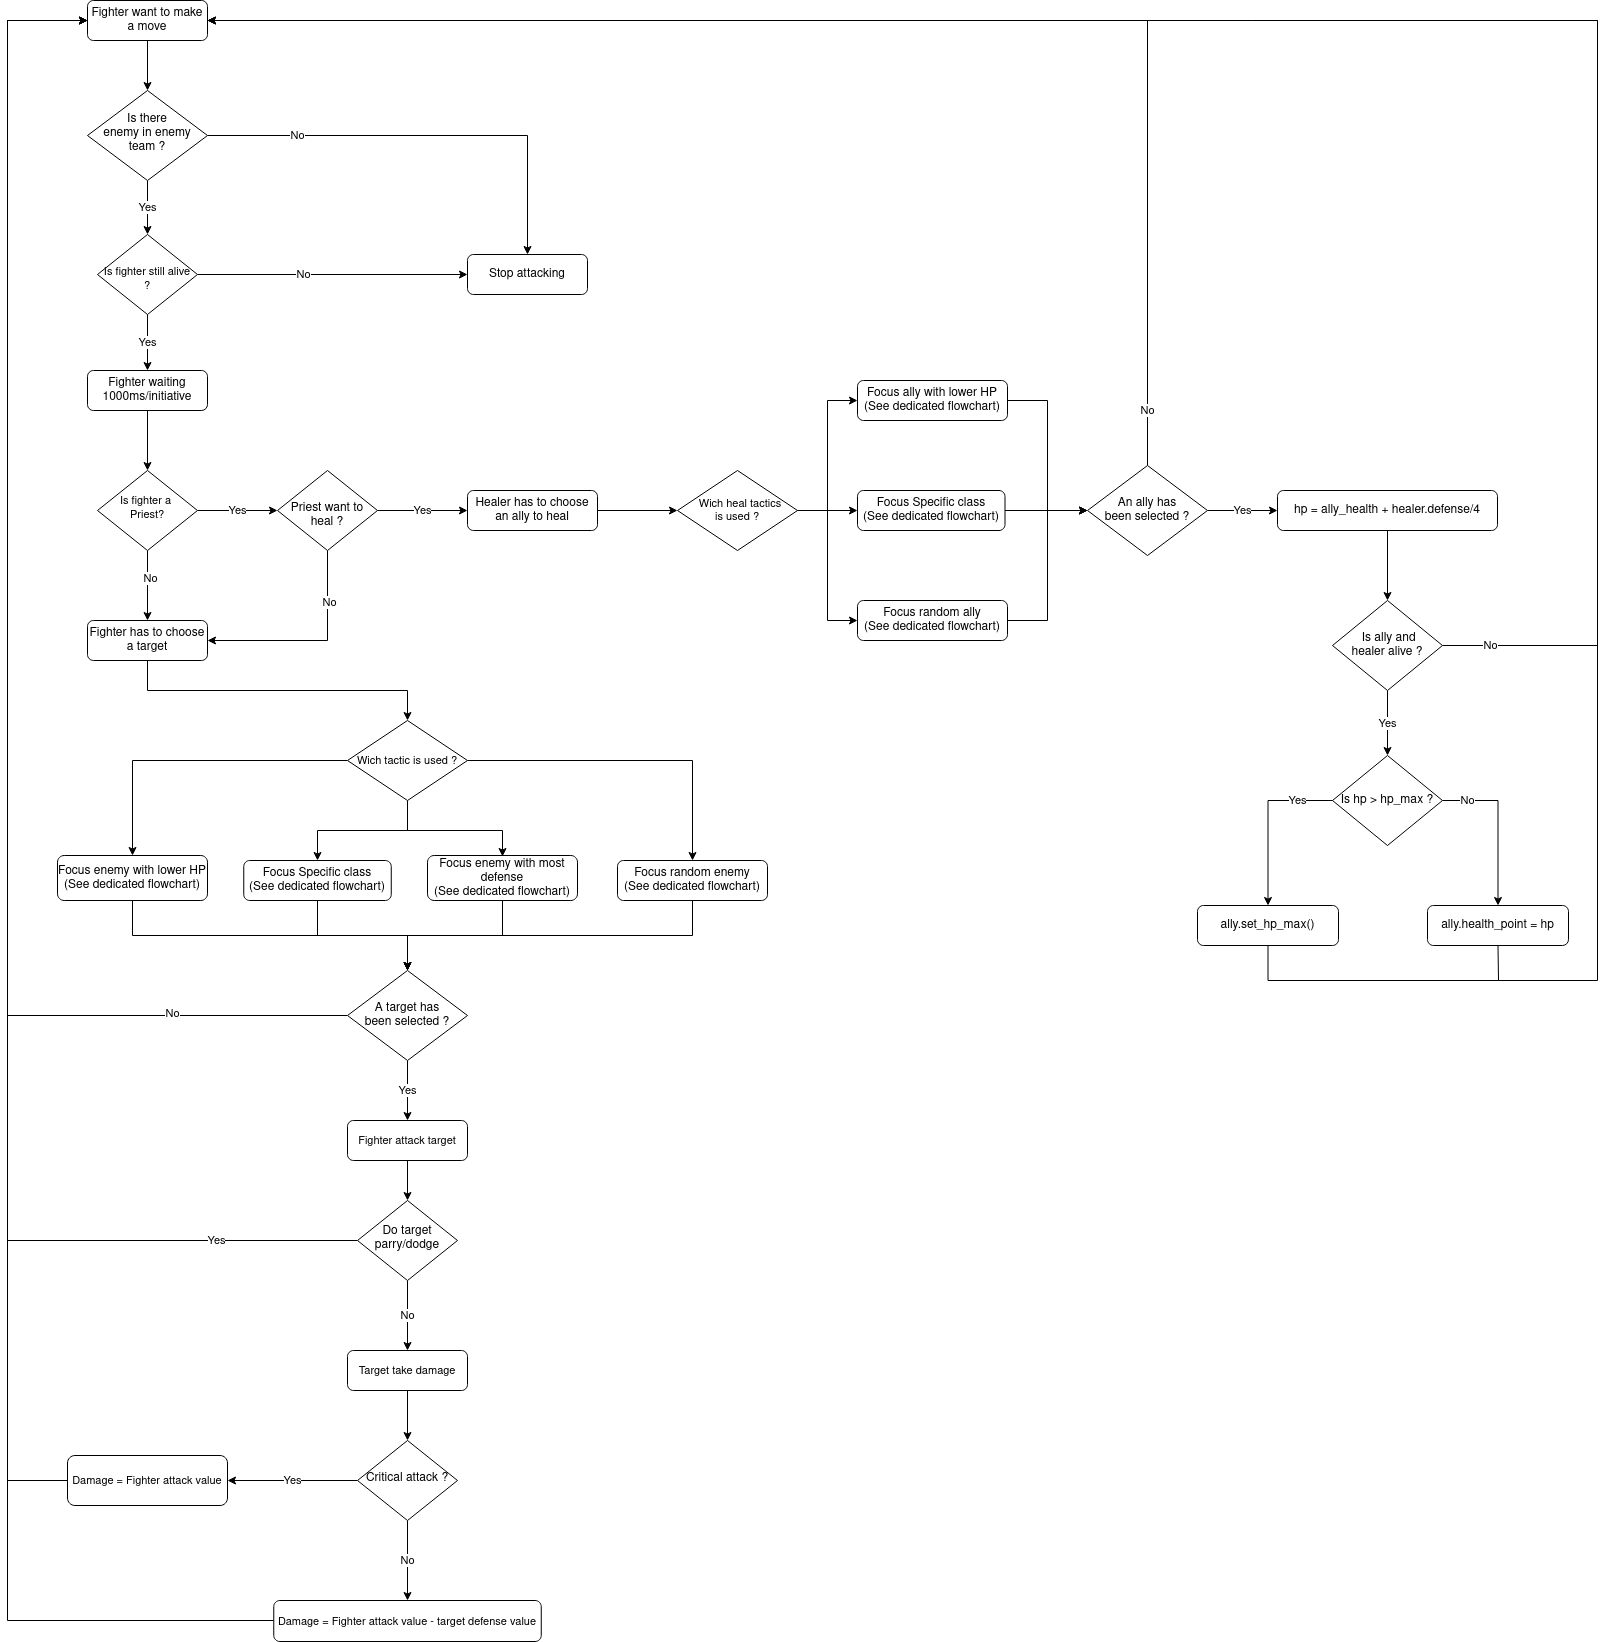 Fighter want to make
a move
Is there
enemy in enemy
team ?
No
Yes
Is fighter still alive
?
No
Stop attacking
Yes
Fighter waiting
1000ms/initiative
Is fighter a
Priest?
Yes
Priest want to
heal ?
Yes
Healer has to choose
an ally to heal
Wich heal tactics
is used ?
Focus ally with lower HP
(See dedicated flowchart)
Focus Specific class
(See dedicated flowchart)
Focus random ally
(See dedicated flowchart)
No
An ally has
been selected ?
Yes
hp = ally_health + healer.defense/4
Is ally and
healer alive ?
No
Yes
Is hp > hp_max ?
Yes
No
ally.set_hp_max()
ally.health_point = hp
No
No
Fighter has to choose
a target
Wich tactic is used ?
Focus enemy with lower HP
(See dedicated flowchart)
Focus Specific class
(See dedicated flowchart)
Focus enemy with most
defense
(See dedicated flowchart)
Focus random enemy
(See dedicated flowchart)
A target has
been selected ?
No
Yes
Fighter attack target
Do target
parry/dodge
Yes
No
Target take damage
Critical attack ?
Yes
Damage = Fighter attack value
No
Damage = Fighter attack value - target defense value